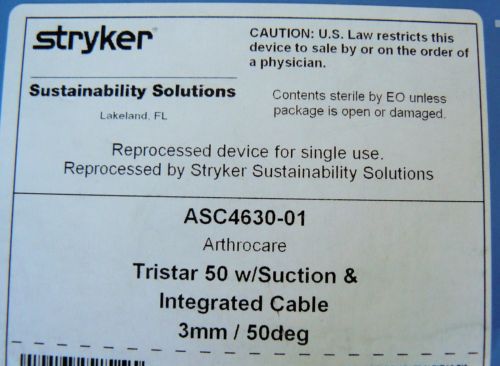 stryker®
CAUTION: U.S. Law restricts this
device to sale by or on the order of
a physician.
Sustainability Solutions
Lakeland, FL
Contents sterile by EO unless
package is open or damaged.
Reprocessed device for single use.
Reprocessed by Stryker Sustainability Solutions
ASC4630-01
Arthrocare
Tristar 50 w/Suction &
Integrated Cable
3mm / 50deg